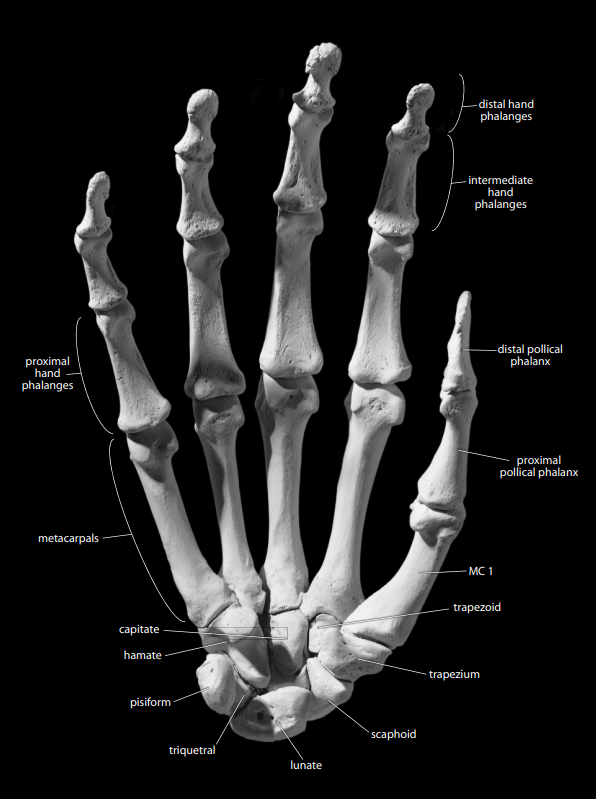 distal hand
phalanges
intermediate
hand
phalanges
distal pollical
phalanx
proximal
hand
phalanges
proximal
pollical phalanx
metacarpals
MC 1
trapezoid
capitate
hamate
trapezium
pisiform
scaphoid
triquetral
lunate